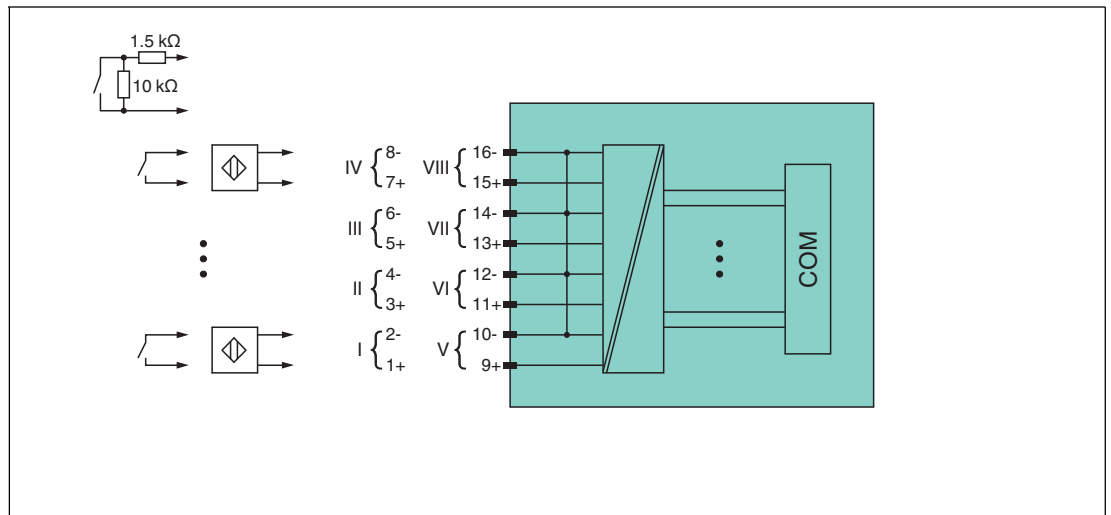 1.5 kΩ
10 kΩ
IV { 8- VIII { 16-
7+ 15+
III { 6- VII { 14-
5+ 13+
II { 4- VI { 12-
3+ 11+
I { 2- V { 10-
1+ 9+
COM